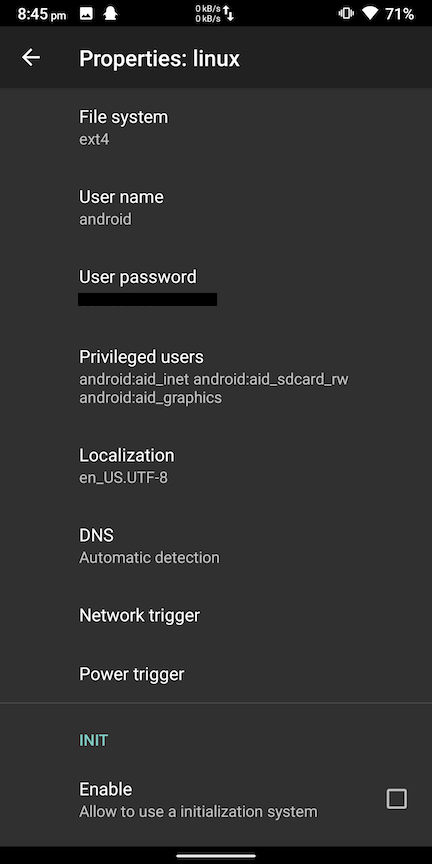 8:45 pm
0 kB/s
0 kB/s
71%
Properties: linux
File system
ext4
User name
android
User password
Privileged users
android:aid_inet android:aid_sdcard_rw
android:aid_graphics
Localization
en_US.UTF-8
DNS
Automatic detection
Network trigger
Power trigger
INIT
Enable
Allow to use a initialization system